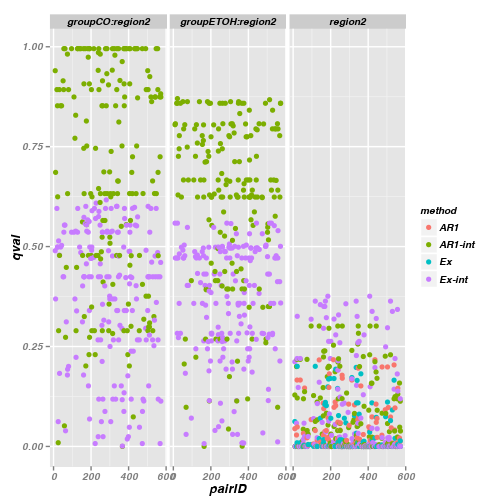 groupCO:region2 groupETOH:region2 region2
1.00
0.75
0.50
0.25
0.00
qval
0 200 400 600 0 200 400 600 0 200 400 600
pairID
method
AR1
AR1-int
Ex
Ex-int